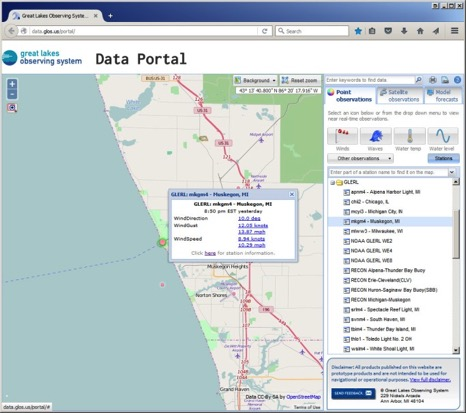 Great Lakes Observing Syste...
data.glos.us/portal/
Search
great lakes
observing system
Data Portal
Background
Reset zoom
43° 13' 40.800" N 86° 20' 17.916" W
Enter keywords to find data
Point observations
Satellite observations
Model forecasts
Select an icon below or from the drop down menu to view
near real-time observations.
Winds
Waves
Water temp
Water level
Other observations
Stations
Enter part of a station name to find it on the map.
GLERL
apnm4 - Alpena Harbor Light, MI
chii2 - Chicago, IL
mcyi3 - Michigan City, IN
mkgm4 - Muskegon, MI
mlww3 - Milwaukee, WI
NOAA GLERL WE2
NOAA GLERL WE4
NOAA GLERL WE8
RECON Alpena-Thunder Bay Buoy
RECON Erie-Cleveland(CLV)
RECON Huron-Saginaw Bay Buoy(SBB)
RECON Michigan-Muskegon
srlm4 - Spectacle Reef Light, MI
svnm4 - South Haven, MI
tbim4 - Thunder Bay Island, MI
thlo1 - Toledo Light No. 2 OH
wslm4 - White Shoal Light, MI
GLERL: mkgm4 - Muskegon, MI
GLERL: mkgm4 - Muskegon, MI
8:50 pm EST yesterday
WindDirection 10.0 deg
WindGust 12.05 knots
13.87 mph
WindSpeed 8.94 knots
10.29 mph
Click here for station information.
Muskegon Heights
Norton Shores
Grand Haven
Data CC-By-SA by OpenStreetMap
Terms of Use
data.glos.us/portal/#
Disclaimer: All products published on this website are
prototype products and are not intended to be used for
navigational or operational purposes. View full disclaimer.
SEND FEEDBACK
© Great Lakes Observing System
229 Nickels Arcade
Ann Arbor, MI 48104